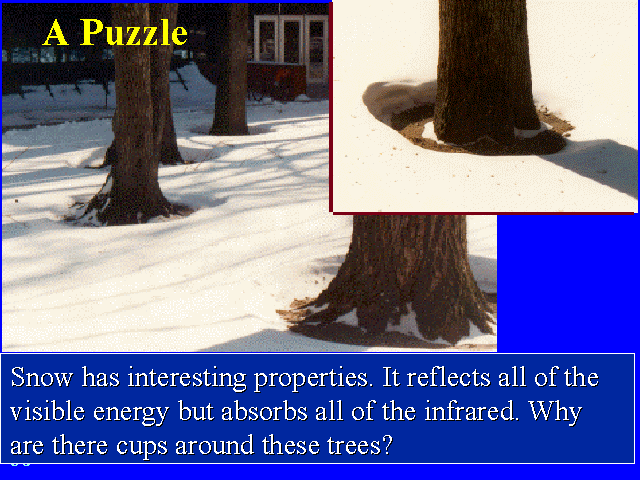 A Puzzle
Snow has interesting properties. It reflects all of the
visible energy but absorbs all of the infrared. Why
are there cups around these trees?